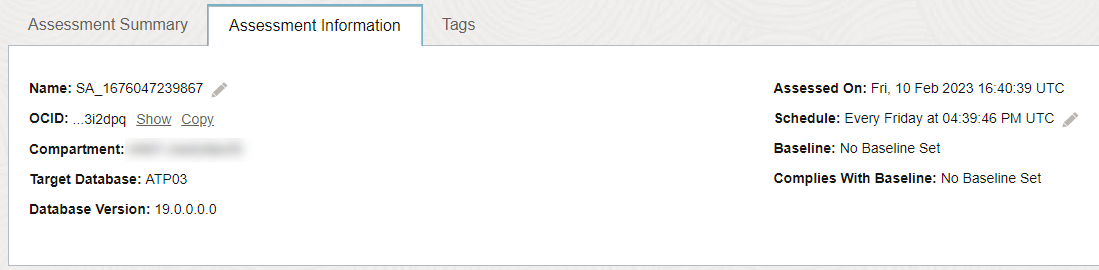 Assessment Summary
Assessment Information
Tags
Name: SA_1676047239867
OCID: ...3i2dpq Show Copy
Compartment:
Target Database: ATP03
Database Version: 19.0.0.0.0
Assessed On: Fri, 10 Feb 2023 16:40:39 UTC
Schedule: Every Friday at 04:39:46 PM UTC
Baseline: No Baseline Set
Complies With Baseline: No Baseline Set